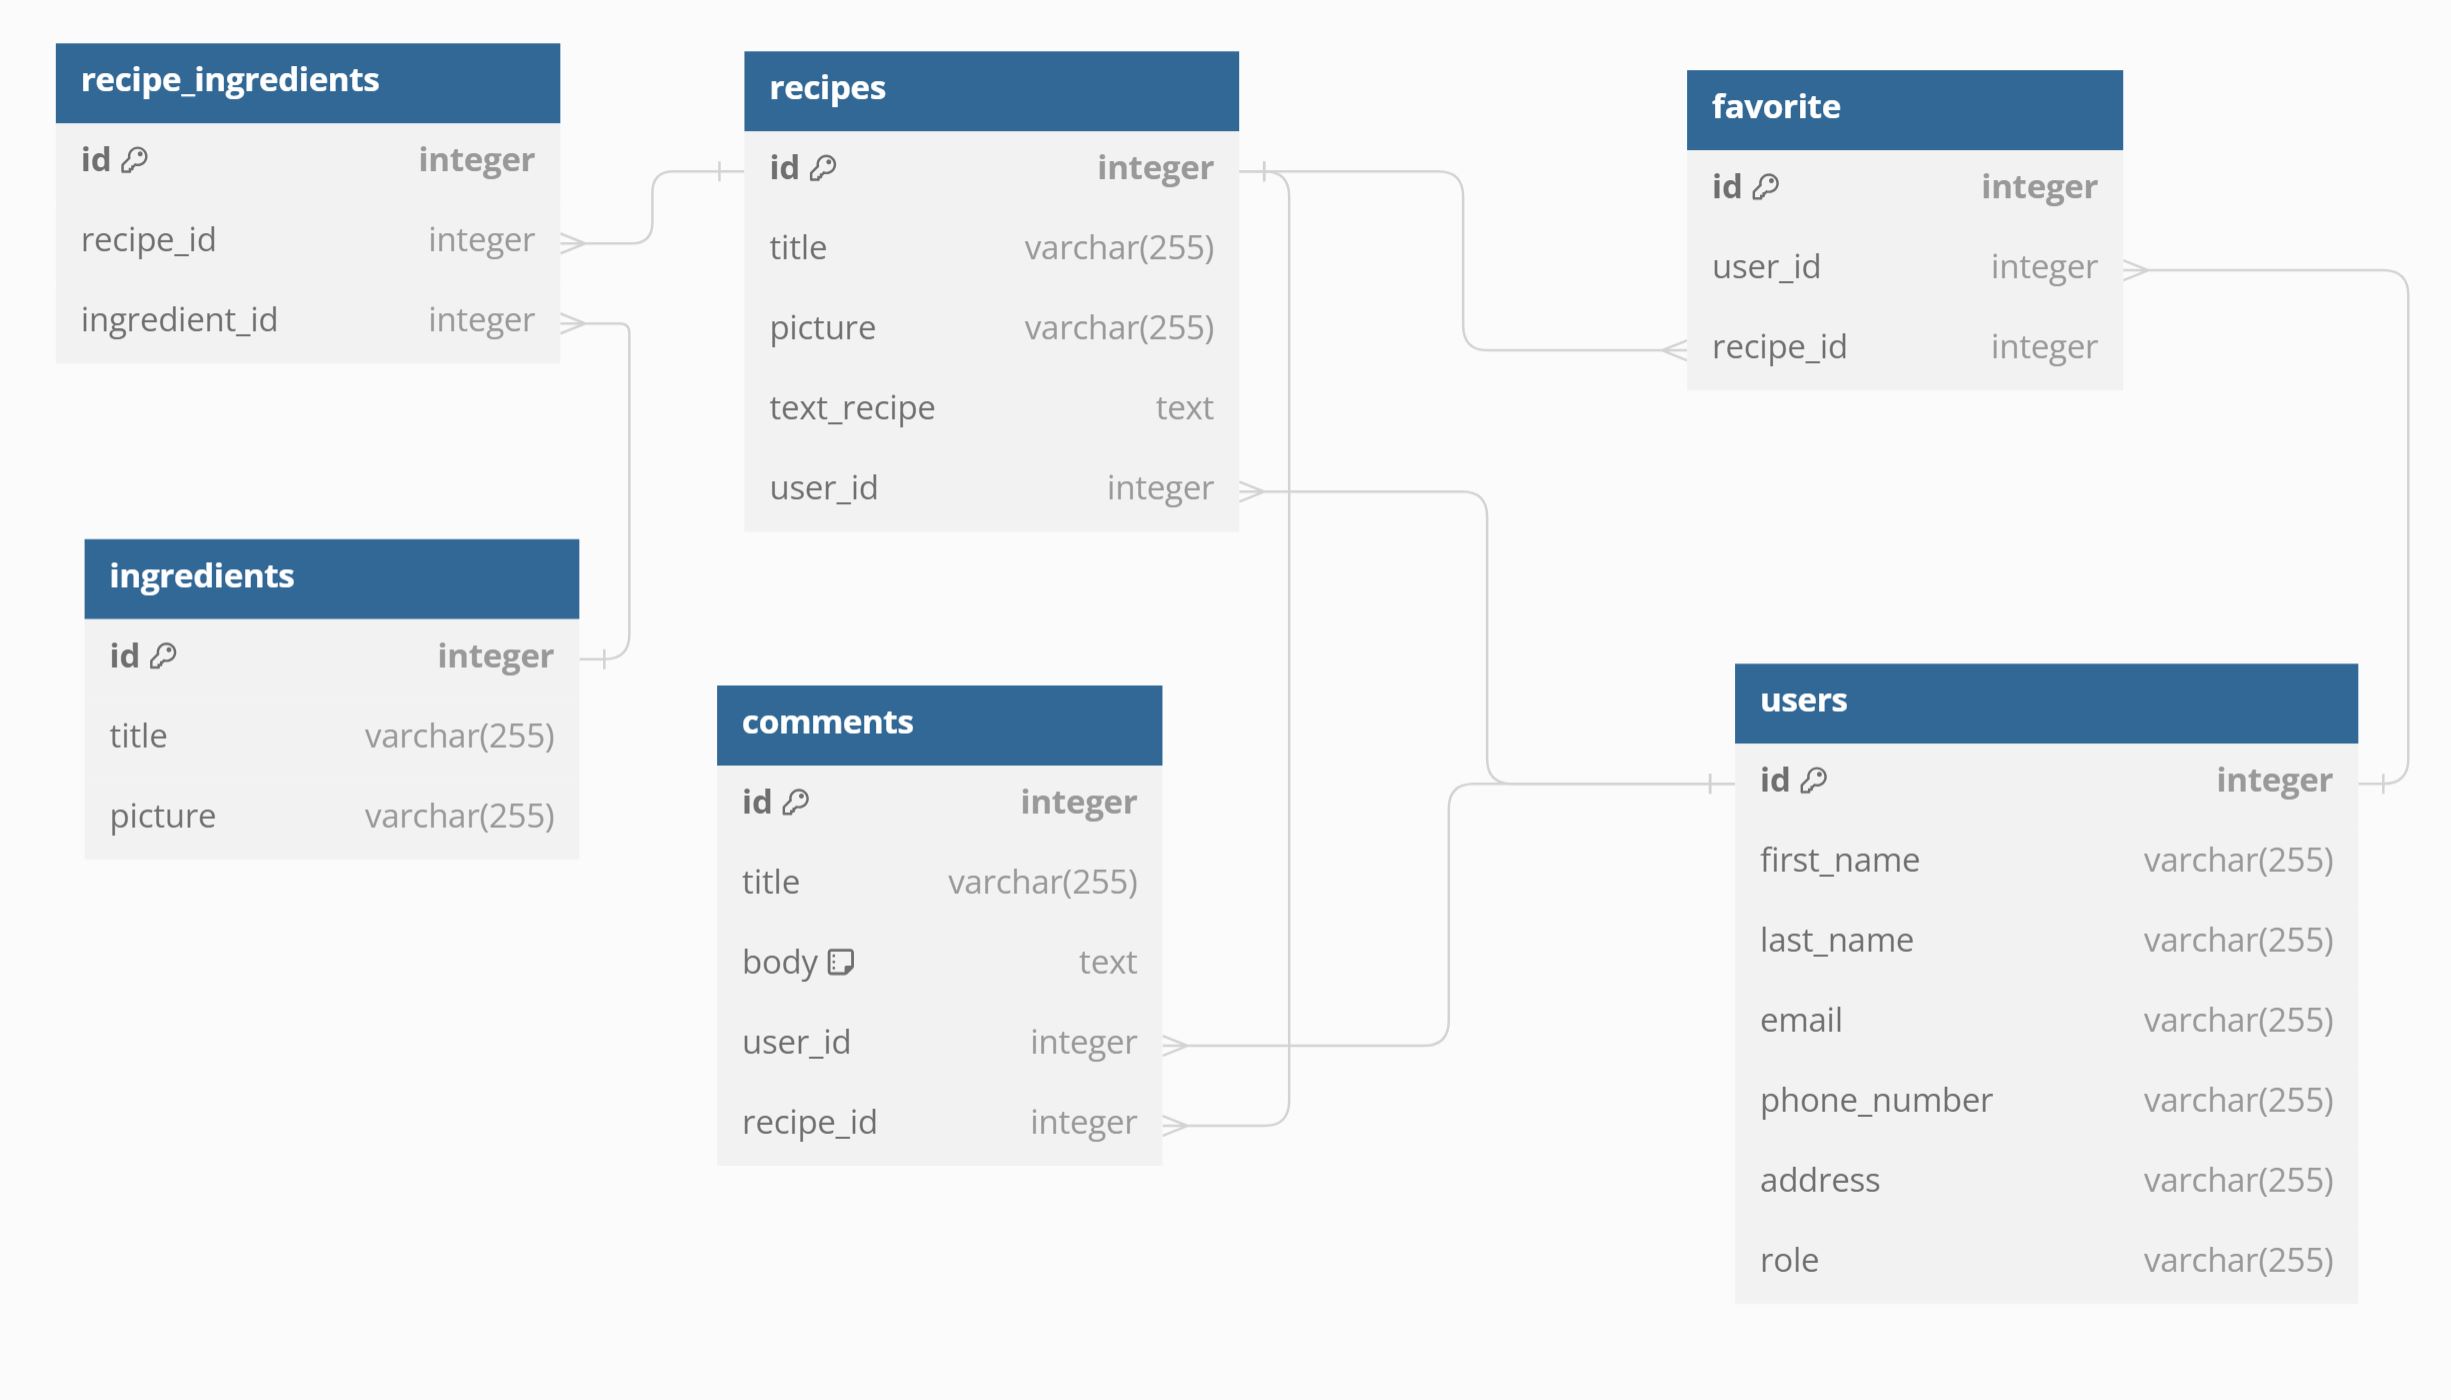 recipe_ingredients
id integer
recipe_id integer
ingredient_id integer
recipes
id integer
title varchar(255)
picture varchar(255)
text_recipe text
user_id integer
favorite
id integer
user_id integer
recipe_id integer
ingredients
id integer
title varchar(255)
picture varchar(255)
comments
id integer
title varchar(255)
body text
user_id integer
recipe_id integer
users
id integer
first_name varchar(255)
last_name varchar(255)
email varchar(255)
phone_number varchar(255)
address varchar(255)
role varchar(255)